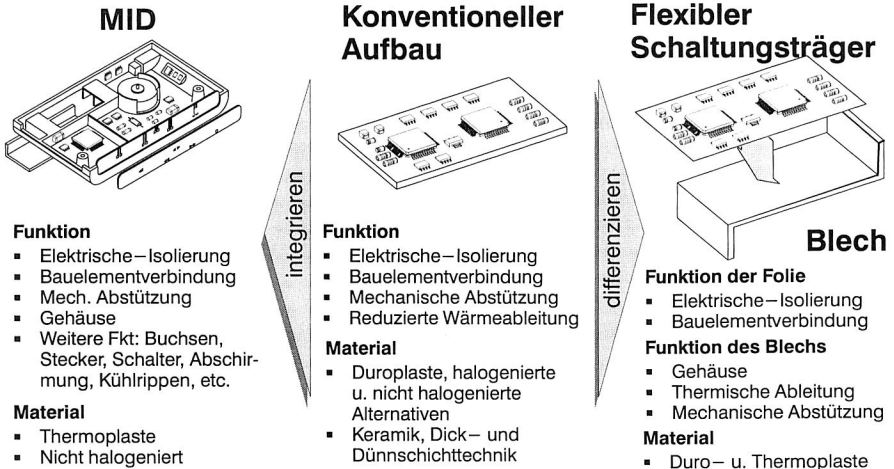 MID
Funktion
▪ Elektrische–Isolierung
▪ Bauelementverbindung
▪ Mech. Abstützung
▪ Gehäuse
▪ Weitere Fkt: Buchsen,
Stecker, Schalter, Abschir-
mung, Kühlrippen, etc.
Material
▪ Thermoplaste
▪ Nicht halogeniert
integrieren
Konventioneller
Aufbau
Funktion
▪ Elektrische–Isolierung
▪ Bauelementverbindung
▪ Mechanische Abstützung
▪ Reduzierte Wärmeableitung
Material
▪ Duroplaste, halogenierte
u. nicht halogenierte
Alternativen
▪ Keramik, Dick– und
Dünnschichttechnik
differenzieren
Flexibler
Schaltungsträger
Blech
Funktion der Folie
▪ Elektrische–Isolierung
▪ Bauelementverbindung
Funktion des Blechs
▪ Gehäuse
▪ Thermische Ableitung
▪ Mechanische Abstützung
Material
▪ Duro– u. Thermoplaste